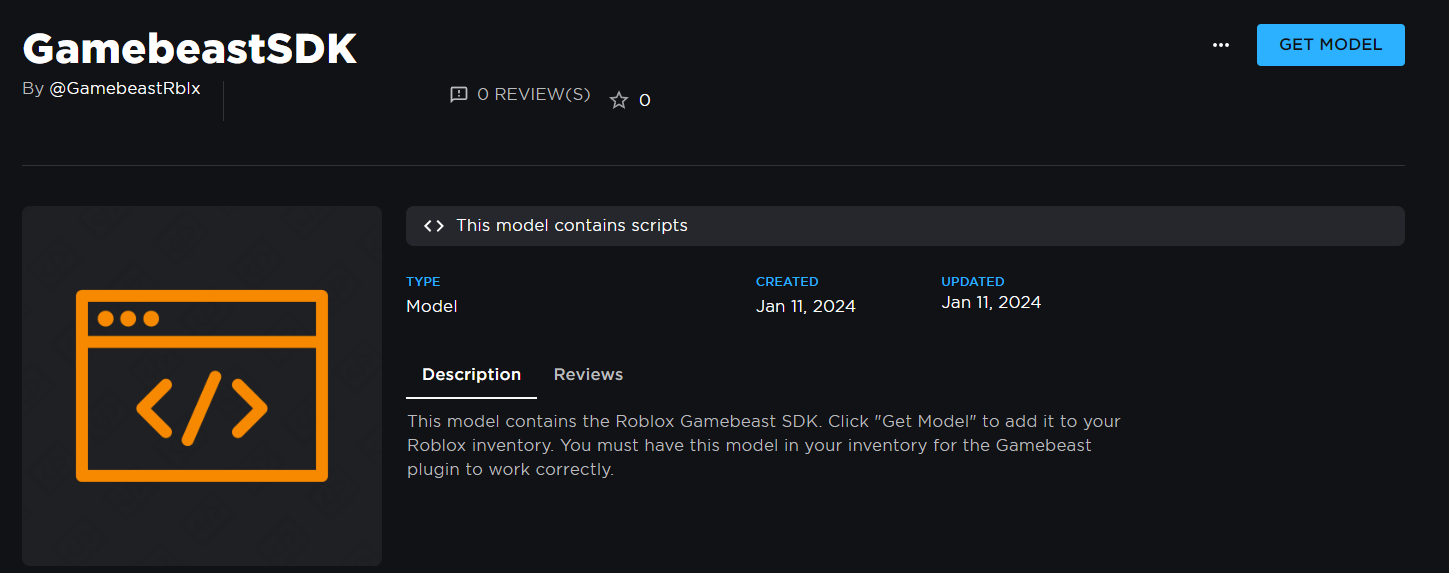 GamebeastSDK
By @GamebeastRblx
0 REVIEW(S)
0
GET MODEL
This model contains scripts
TYPE
Model
CREATED
Jan 11, 2024
UPDATED
Jan 11, 2024
Description
Reviews
This model contains the Roblox Gamebeast SDK. Click "Get Model" to add it to your
Roblox inventory. You must have this model in your inventory for the Gamebeast
plugin to work correctly.